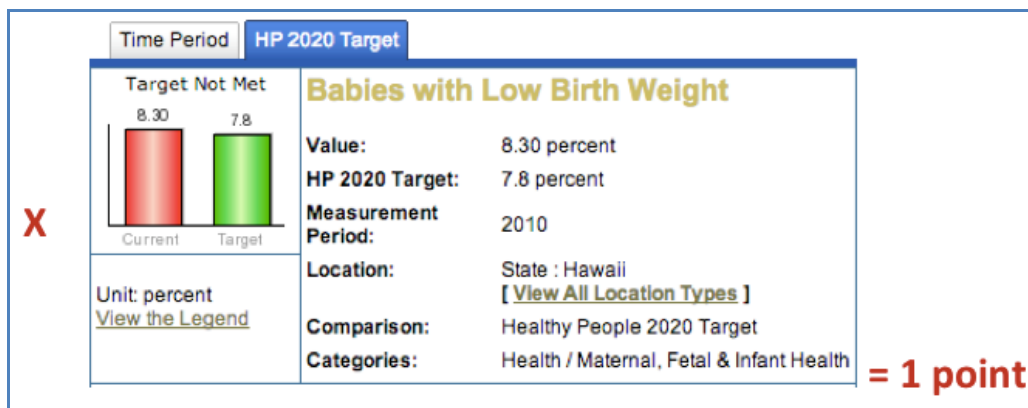 Time Period HP 2020 Target
Target Not Met
8.30 7.8
Current Target
Unit: percent
View the Legend
Babies with Low Birth Weight
Value: 8.30 percent
HP 2020 Target: 7.8 percent
Measurement
Period: 2010
Location: State : Hawaii
[ View All Location Types ]
Comparison: Healthy People 2020 Target
Categories: Health / Maternal, Fetal & Infant Health
X
= 1 point